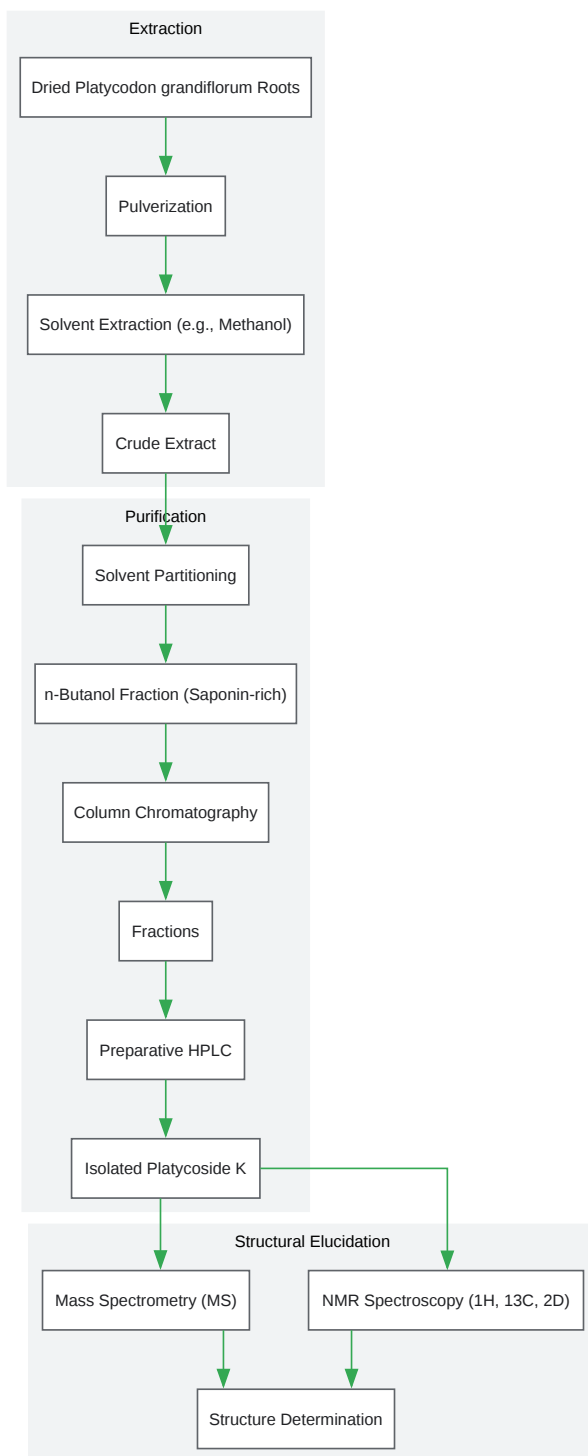 Extraction
Dried Platycodon grandiflorum Roots
Pulverization
Solvent Extraction (e.g., Methanol)
Crude Extract
Purification
Solvent Partitioning
n-Butanol Fraction (Saponin-rich)
Column Chromatography
Fractions
Preparative HPLC
Isolated Platycoside K
Structural Elucidation
Mass Spectrometry (MS)
NMR Spectroscopy (1H, 13C, 2D)
Structure Determination